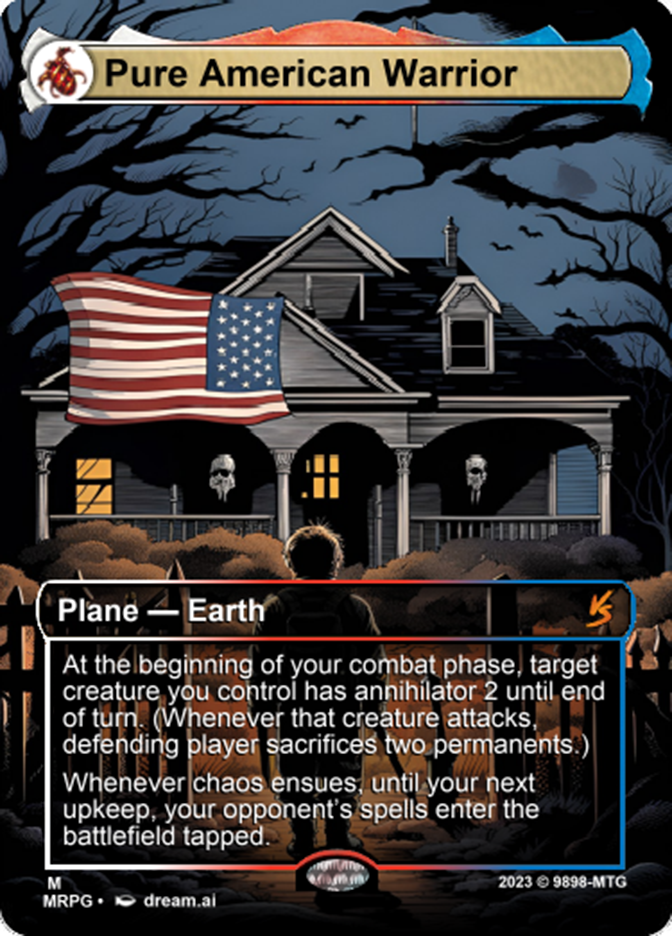 Pure American Warrior
Plane — Earth
At the beginning of your combat phase, target
creature you control has annihilator 2 until end
of turn. (Whenever that creature attacks,
defending player sacrifices two permanents.)
Whenever chaos ensues, until your next
upkeep, your opponent's spells enter the
battlefield tapped.
M
MRPG • dream.ai
2023 © 9898-MTG